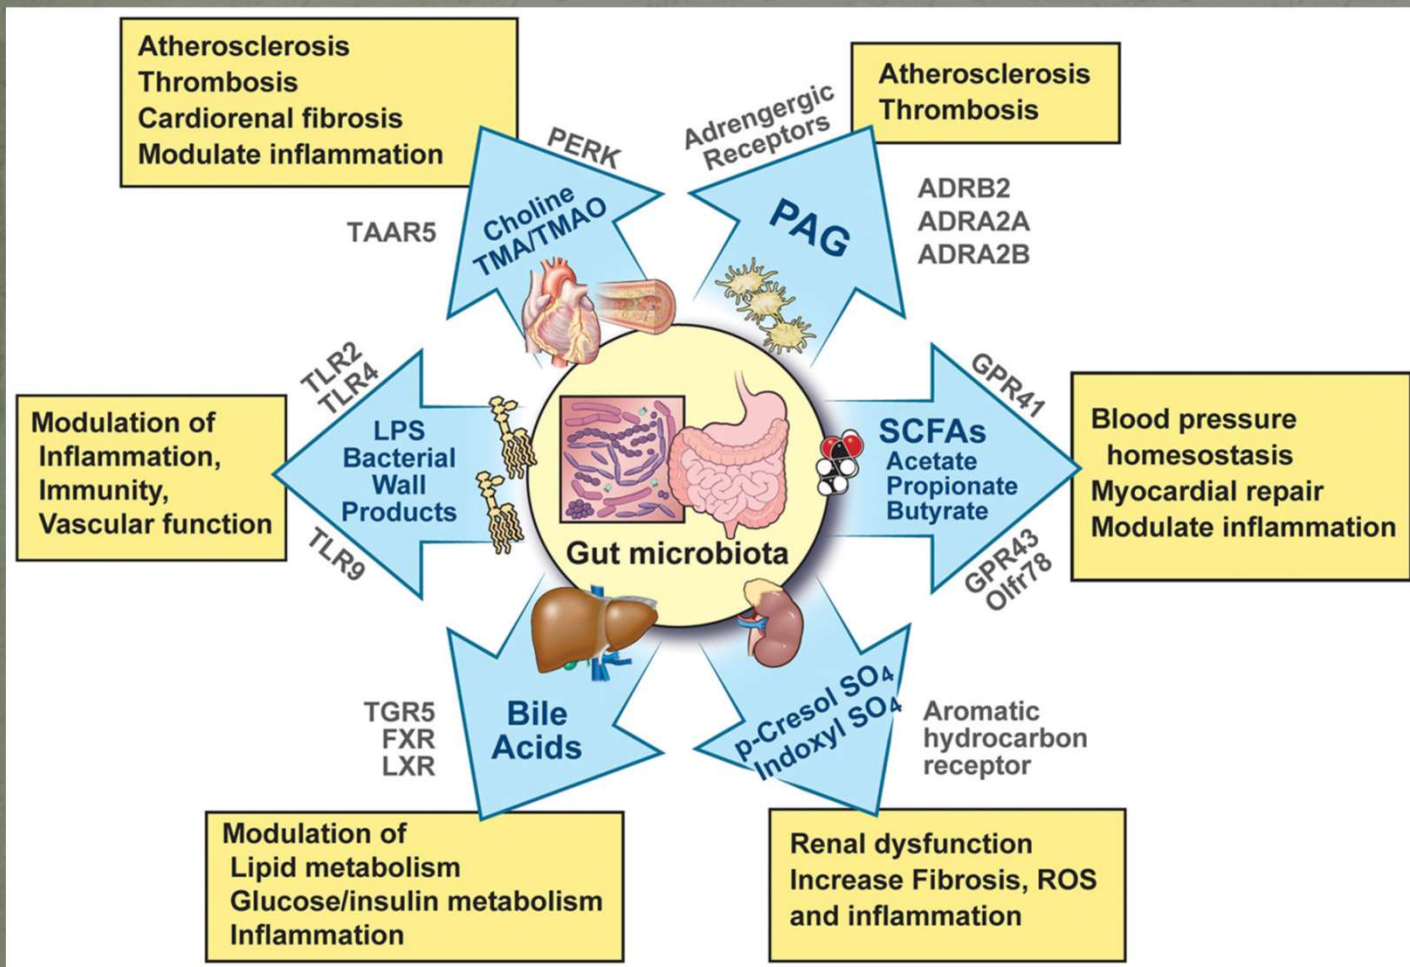 Atherosclerosis
Thrombosis
Cardiorenal fibrosis
Modulate inflammation
PERK
TAAR5
Choline
TMA/TMAO
Adrengergic
Receptors
Atherosclerosis
Thrombosis
PAG
ADRB2
ADRA2A
ADRA2B
TLR2
TLR4
Modulation of
Inflammation,
Immunity,
Vascular function
LPS
Bacterial
Wall
Products
TLR9
Gut microbiota
GPR41
SCFAs
Acetate
Propionate
Butyrate
GPR43
Olfr78
Blood pressure
homesostasis
Myocardial repair
Modulate inflammation
TGR5
FXR
LXR
Bile
Acids
Modulation of
Lipid metabolism
Glucose/insulin metabolism
Inflammation
p-Cresol SO₄
Indoxyl SO₄
Aromatic
hydrocarbon
receptor
Renal dysfunction
Increase Fibrosis, ROS
and inflammation